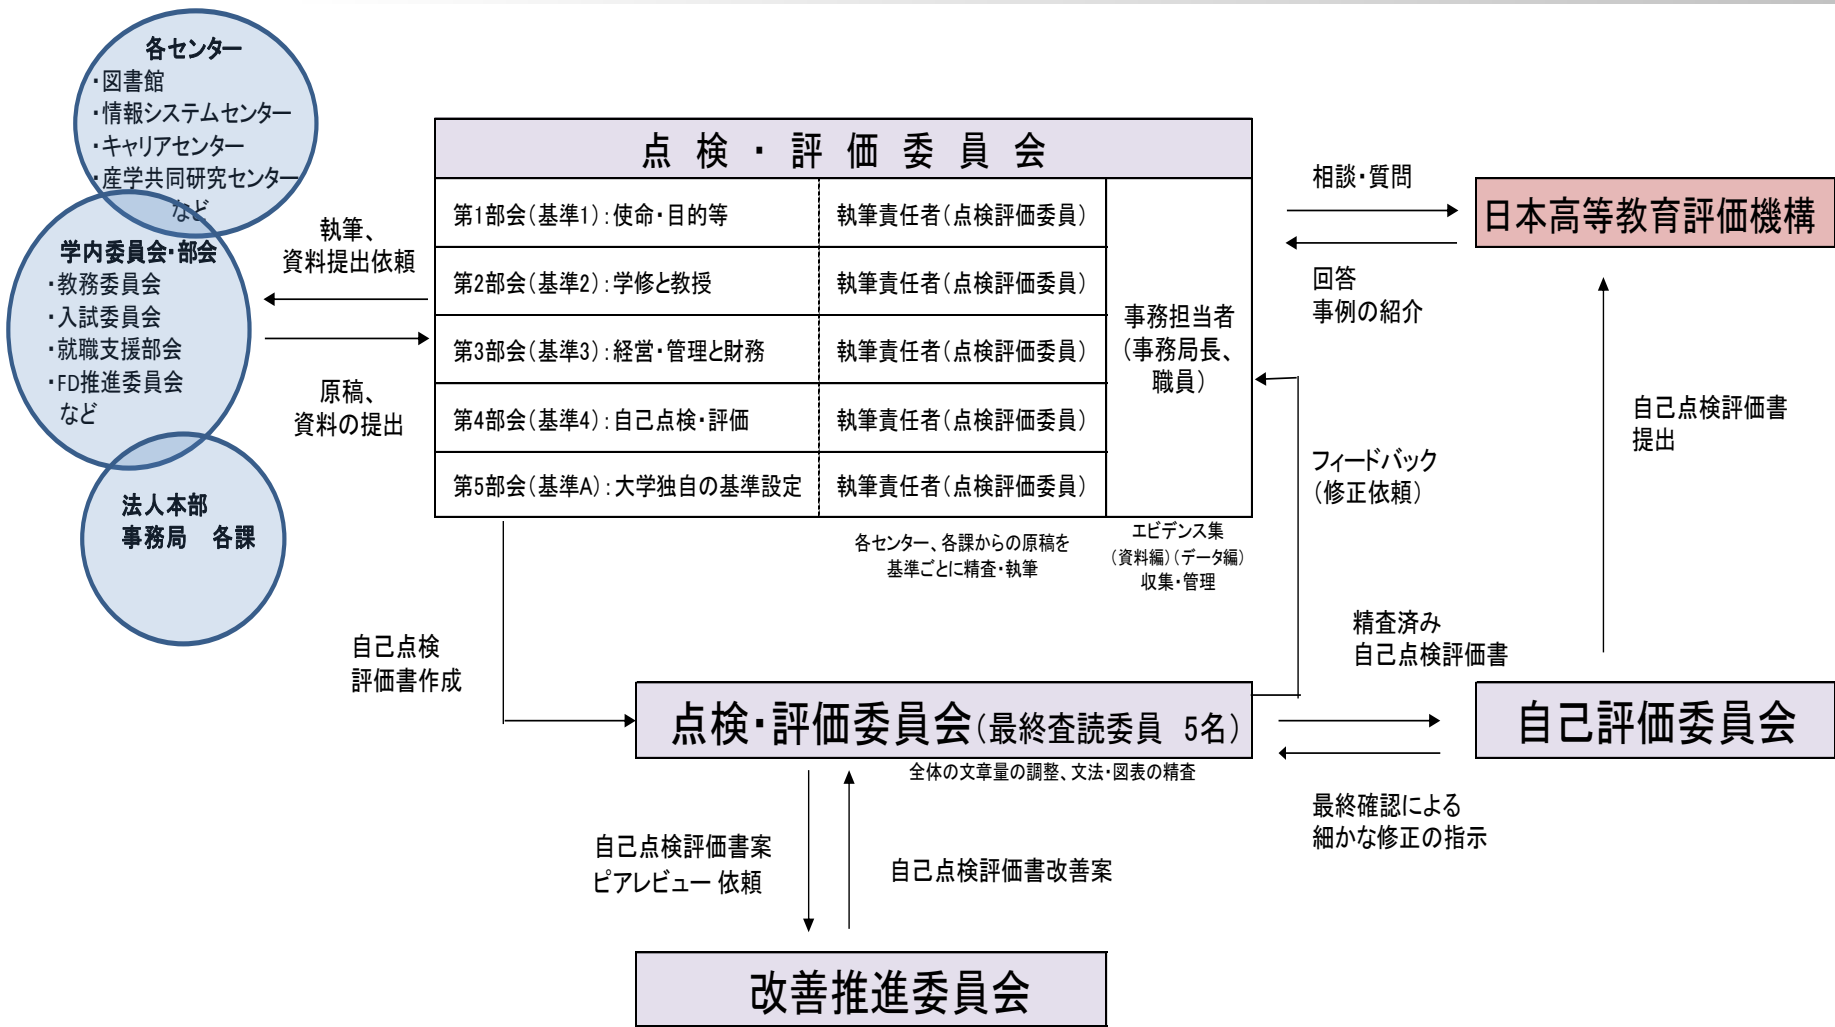 各センター
・図書館
・情報システムセンター
・キャリアセンター
・産学共同研究センター
など
学内委員会・部会
・教務委員会
・入試委員会
・就職支援部会
・FD推進委員会
など
法人本部
事務局　各課
執筆、
資料提出依頼
原稿、
資料の提出
点検・評価委員会
第1部会（基準1）：使命・目的等
執筆責任者（点検評価委員）
第2部会（基準2）：学修と教授
執筆責任者（点検評価委員）
第3部会（基準3）：経営・管理と財務
執筆責任者（点検評価委員）
第4部会（基準4）：自己点検・評価
執筆責任者（点検評価委員）
第5部会（基準A）：大学独自の基準設定
執筆責任者（点検評価委員）
事務担当者
（事務局長、
職員）
各センター、各課からの原稿を
基準ごとに精査・執筆
エビデンス集
（資料編）（データ編）
収集・管理
相談・質問
日本高等教育評価機構
回答
事例の紹介
フィードバック
（修正依頼）
自己点検評価書
提出
自己点検
評価書作成
精査済み
自己点検評価書
点検・評価委員会（最終査読委員　5名）
全体の文章量の調整、文法・図表の精査
自己評価委員会
最終確認による
細かな修正の指示
自己点検評価書案
ピアレビュー 依頼
自己点検評価書改善案
改善推進委員会